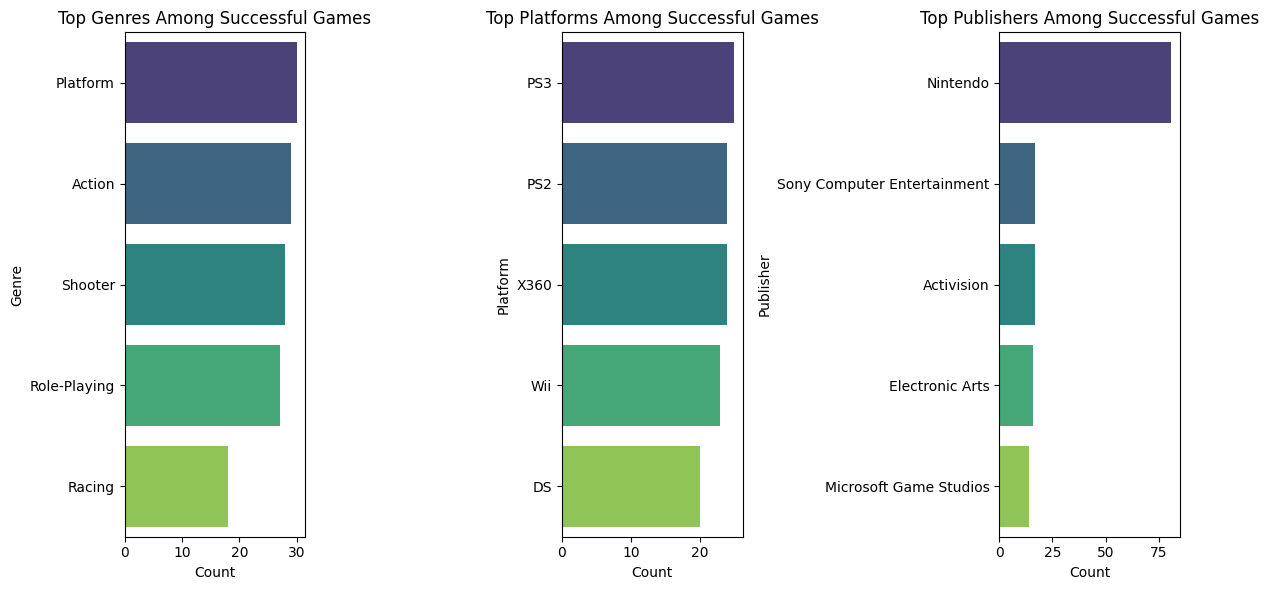 Top Genres Among Successful Games
Genre
Platform
Action
Shooter
Role-Playing
Racing
0 10 20 30
Count
Top Platforms Among Successful Games
Platform
PS3
PS2
X360
Wii
DS
0 20 10
Count
Top Publishers Among Successful Games
Publisher
Nintendo
Sony Computer Entertainment
Activision
Electronic Arts
Microsoft Game Studios
0 25 50 75
Count